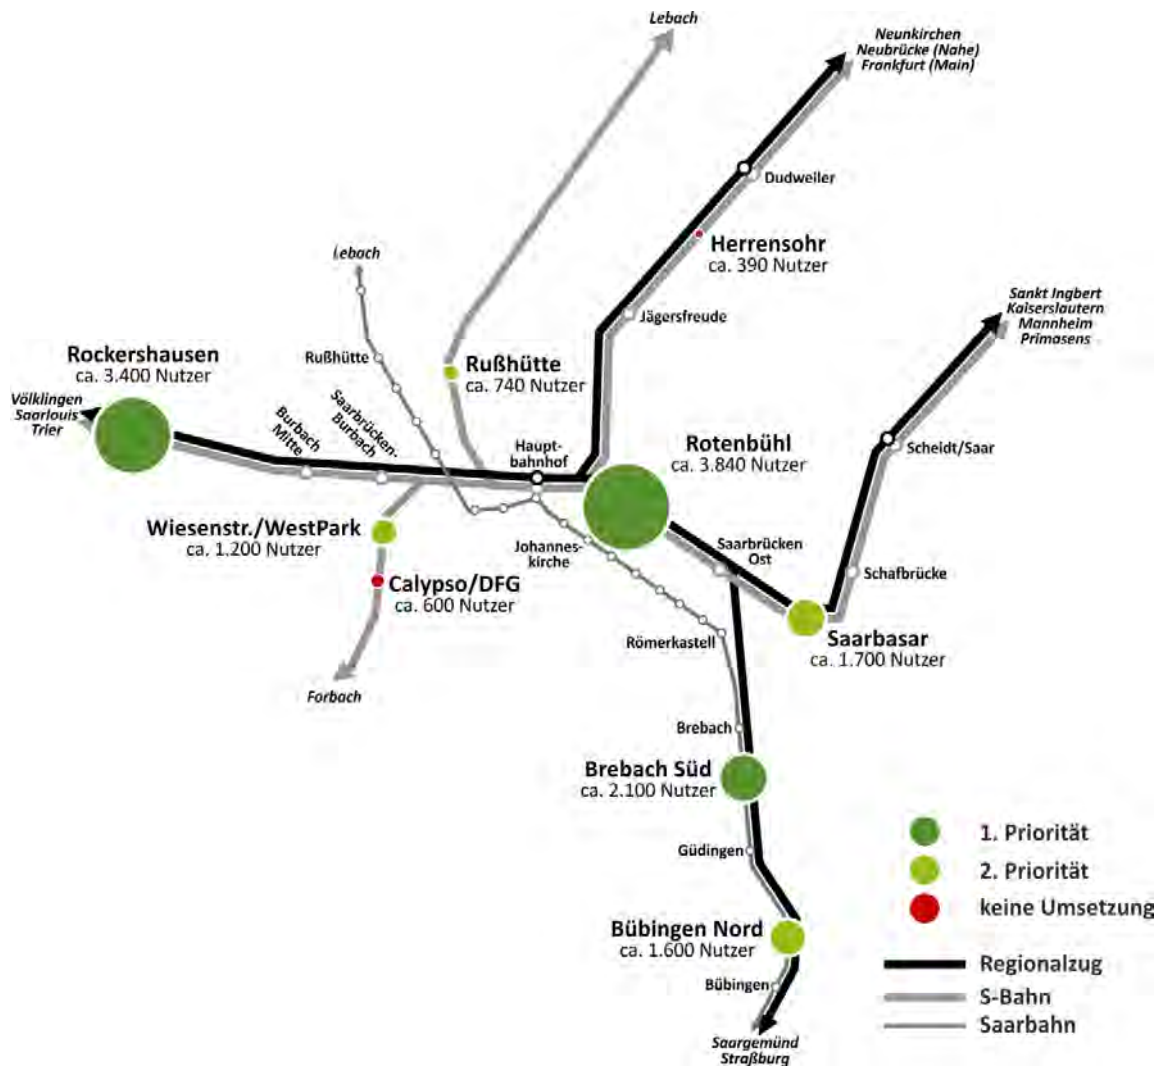 Lebach
Neunkirchen
Neubrücke (Nahe)
Frankfurt (Main)
Dudweiler
Herrensohr
ca. 390 Nutzer
Lebach
Sankt Ingbert
Kaiserslautern
Mannheim
Primasens
Jägersfreude
Rußhütte
Rockershausen
ca. 3.400 Nutzer
Rußhütte
ca. 740 Nutzer
Völklingen
Saarlouis
Trier
Burbach
Mitte
Saarbrücken-
Burbach
Haupt-
bahnhof
Rotenbühl
ca. 3.840 Nutzer
Scheidt/Saar
Wiesenstr./WestPark
ca. 1.200 Nutzer
Johannes-
kirche
Saarbrücken
Ost
Schafbrücke
Calypso/DFG
ca. 600 Nutzer
Römerkastell
Saarbasar
ca. 1.700 Nutzer
Forbach
Brebach
Brebach Süd
ca. 2.100 Nutzer
Güdingen
Bübingen Nord
ca. 1.600 Nutzer
Bübingen
Saargemünd
Straßburg
1. Priorität
2. Priorität
keine Umsetzung
Regionalzug
S-Bahn
Saarbahn